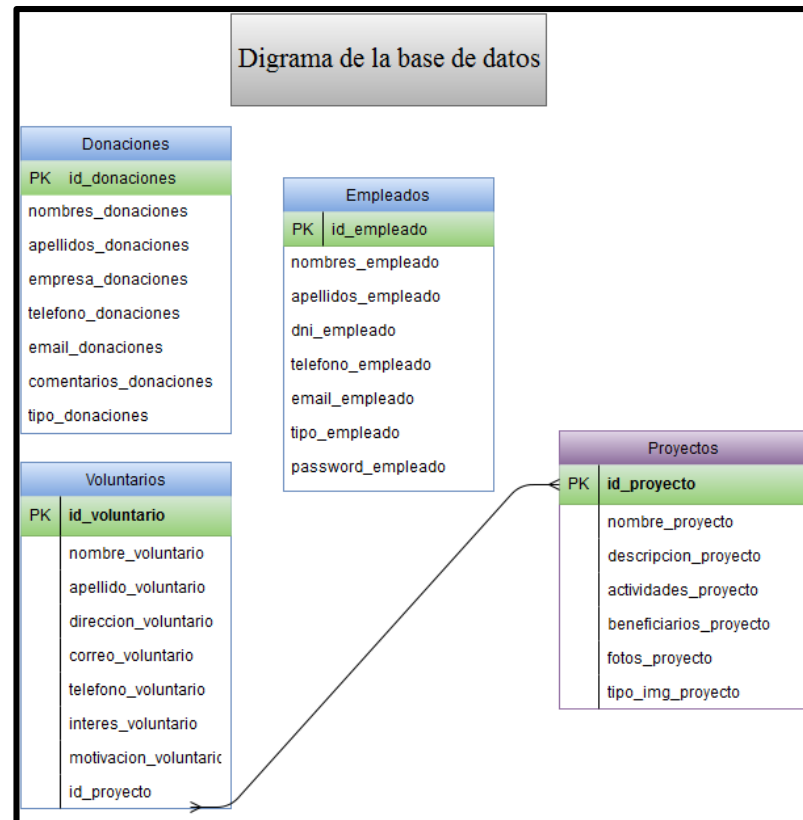 Digrama de la base de datos
Donaciones
PK id_donaciones
nombres_donaciones
apellidos_donaciones
empresa_donaciones
telefono_donaciones
email_donaciones
comentarios_donaciones
tipo_donaciones
Empleados
PK id_empleado
nombres_empleado
apellidos_empleado
dni_empleado
telefono_empleado
email_empleado
tipo_empleado
password_empleado
Voluntarios
PK id_voluntario
nombre_voluntario
apellido_voluntario
direccion_voluntario
correo_voluntario
telefono_voluntario
interes_voluntario
motivacion_voluntaric
id_proyecto
Proyectos
PK id_proyecto
nombre_proyecto
descripcion_proyecto
actividades_proyecto
beneficiarios_proyecto
fotos_proyecto
tipo_img_proyecto